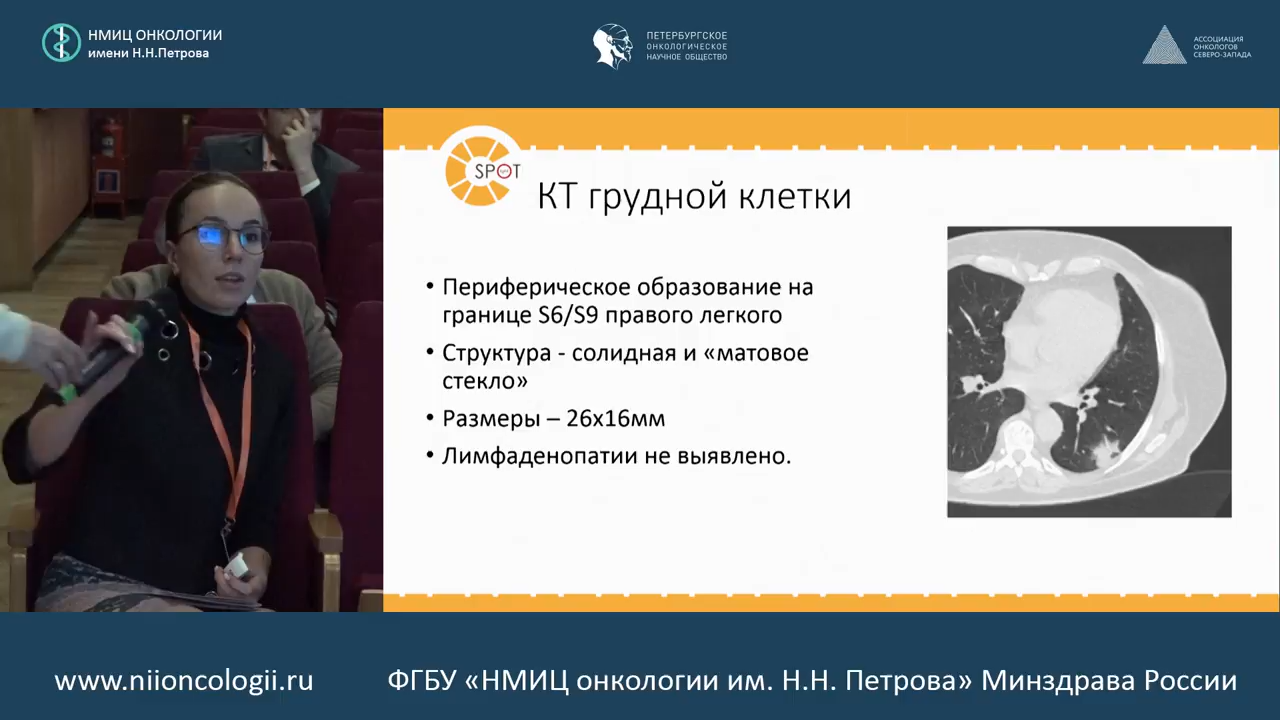 НМИЦ ОНКОЛОГИИ
имени Н.Н.Петрова
ПЕТЕРБУРГСКОЕ
ОНКОЛОГИЧЕСКОЕ
НАУЧНОЕ ОБЩЕСТВО
АССОЦИАЦИЯ
ОНКОЛОГОВ
СЕВЕРО-ЗАПАДА
SPOT
КТ грудной клетки
• Периферическое образование на
границе S6/S9 правого легкого
• Структура - солидная и «матовое
стекло»
• Размеры – 26х16мм
• Лимфаденопатии не выявлено.
www.niioncologii.ru
ФГБУ «НМИЦ онкологии им. Н.Н. Петрова» Минздрава России